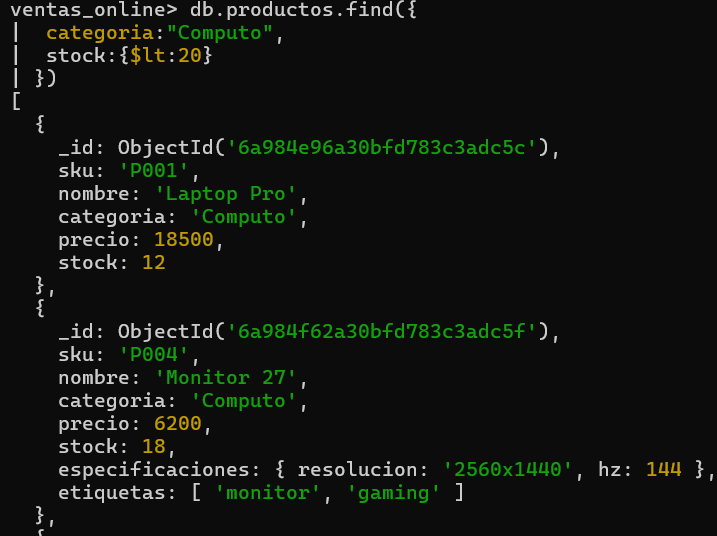 ventas_online> db.productos.find({
|  categoria:"Computo",
|  stock:{$lt:20}
| })
[
  {
    _id: ObjectId('6a984e96a30bfd783c3adc5c'),
    sku: 'P001',
    nombre: 'Laptop Pro',
    categoria: 'Computo',
    precio: 18500,
    stock: 12
  },
  {
    _id: ObjectId('6a984f62a30bfd783c3adc5f'),
    sku: 'P004',
    nombre: 'Monitor 27',
    categoria: 'Computo',
    precio: 6200,
    stock: 18,
    especificaciones: { resolucion: '2560x1440', hz: 144 },
    etiquetas: [ 'monitor', 'gaming' ]
  },
  {